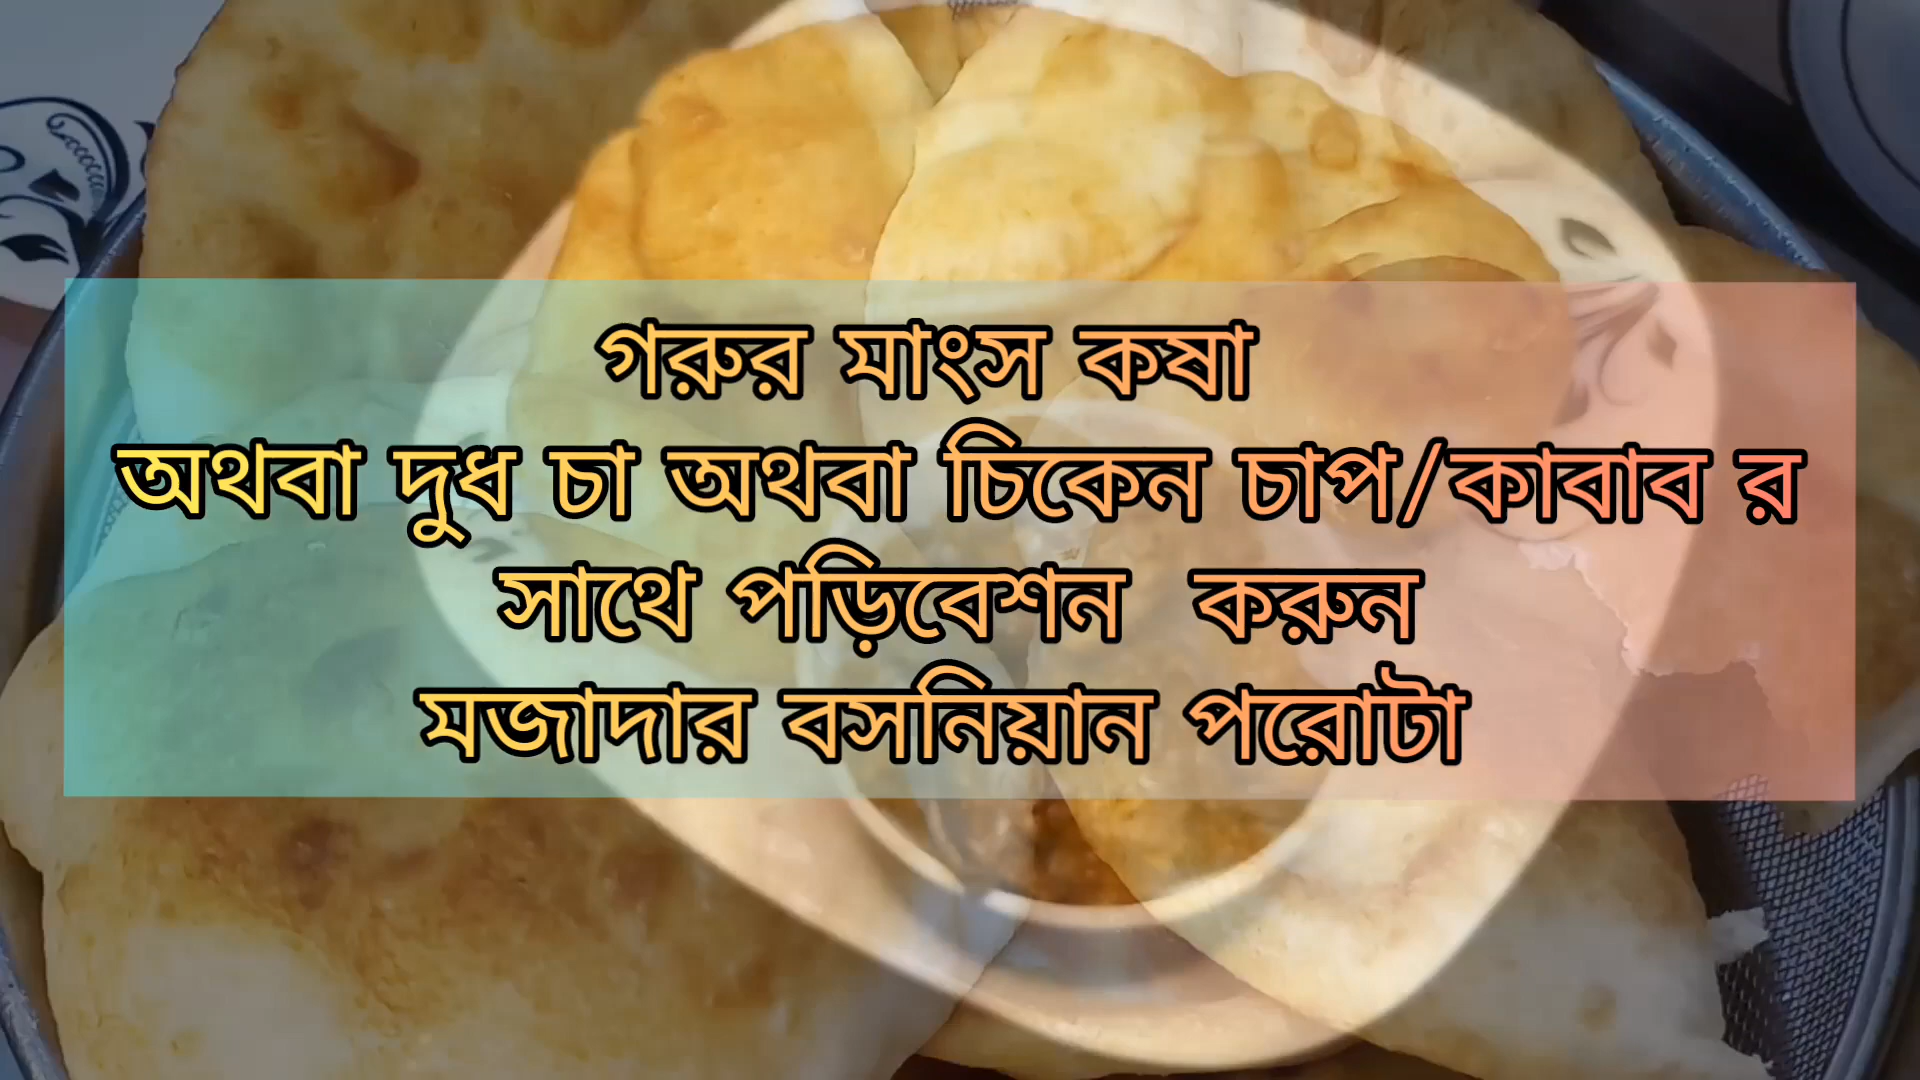 গরুর মাংস কষা
অথবা দুধ চা অথবা চিকেন চাপ/কাবাব র
সাথে পড়িবেশন করুন
মজাদার বসনিয়ান পরোটা